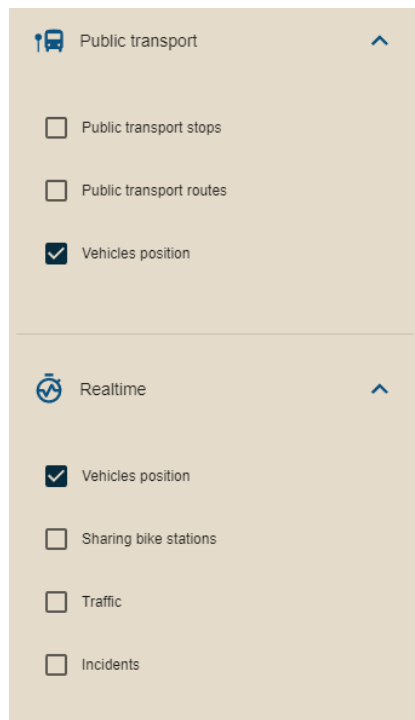 Public transport
Public transport stops
Public transport routes
Vehicles position
Realtime
Vehicles position
Sharing bike stations
Traffic
Incidents